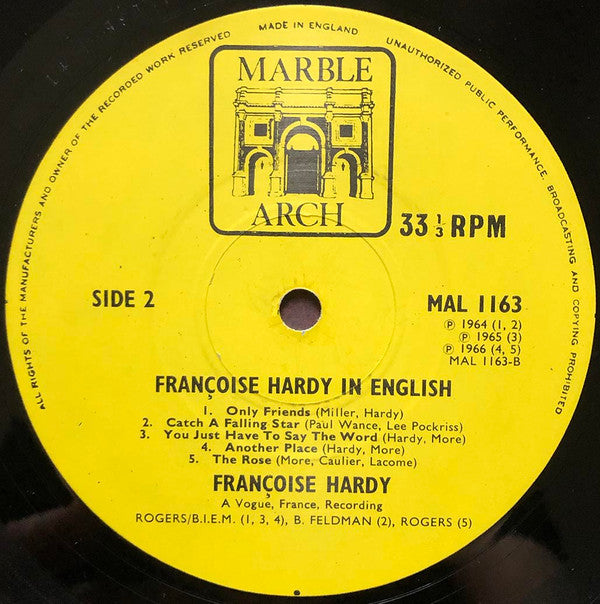 ALL RIGHTS OF THE MANUFACTURERS AND OWNER OF THE RECORDED WORK RESERVED
MADE IN ENGLAND
UNAUTHORIZED PUBLIC PERFORMANCE, BROADCASTING AND COPYING PROHIBITED
MARBLE
ARCH
33 1/3 RPM
SIDE 2
MAL 1163
℗ 1964 (1, 2)
℗ 1965 (3)
℗ 1966 (4, 5)
MAL 1163-B
FRANÇOISE HARDY IN ENGLISH
1. Only Friends (Miller, Hardy)
2. Catch A Falling Star (Paul Wance, Lee Pockriss)
3. You Just Have To Say The Word (Hardy, More)
4. Another Place (Hardy, More)
5. The Rose (More, Caulier, Lacome)
FRANÇOISE HARDY
A Vogue, France, Recording
ROGERS/B.I.E.M. (1, 3, 4), B. FELDMAN (2), ROGERS (5)